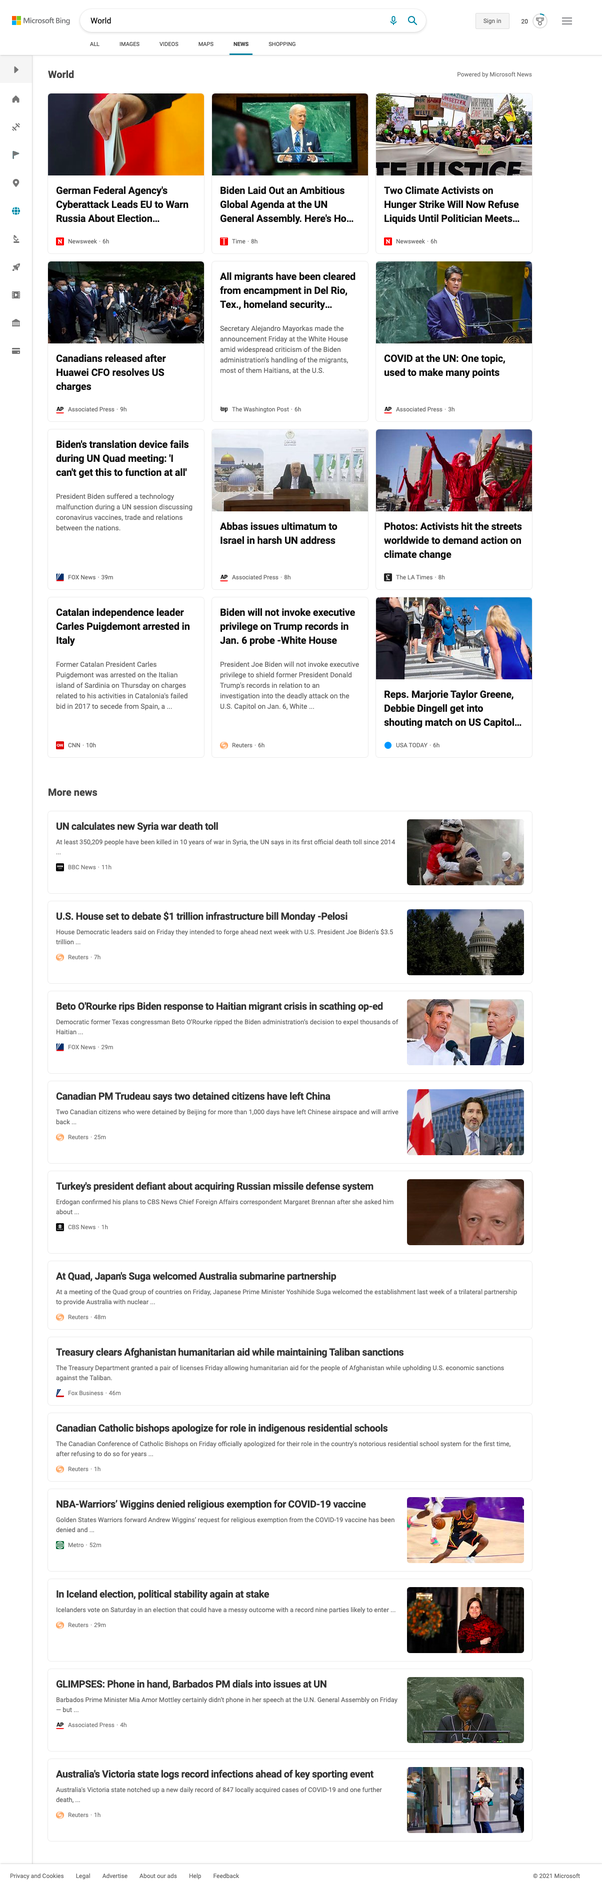 Microsoft Bing
World
Sign in
20
ALL IMAGES VIDEOS MAPS NEWS SHOPPING
World
Powered by Microsoft News
German Federal Agency's
Cyberattack Leads EU to Warn
Russia About Election...
Newsweek · 6h
Biden Laid Out an Ambitious
Global Agenda at the UN
General Assembly. Here's Ho...
Time · 8h
TE JUSTICE
Two Climate Activists on
Hunger Strike Will Now Refuse
Liquids Until Politician Meets...
Newsweek · 6h
Canadians released after
Huawei CFO resolves US
charges
AP Associated Press · 9h
All migrants have been cleared
from encampment in Del Rio,
Tex., homeland security...
Secretary Alejandro Mayorkas made the
announcement Friday at the White House
amid widespread criticism of the Biden
administration's handling of the migrants,
most of them Haitians, at the U.S.
wp The Washington Post · 6h
COVID at the UN: One topic,
used to make many points
AP Associated Press · 3h
Biden's translation device fails
during UN Quad meeting: 'I
can't get this to function at all'
President Biden suffered a technology
malfunction during a UN session discussing
coronavirus vaccines, trade and relations
between the nations.
FOX News · 39m
Abbas issues ultimatum to
Israel in harsh UN address
AP Associated Press · 8h
Photos: Activists hit the streets
worldwide to demand action on
climate change
The LA Times · 8h
Catalan independence leader
Carles Puigdemont arrested in
Italy
Former Catalan President Carles
Puigdemont was arrested on the Italian
island of Sardinia on Thursday on charges
related to his activities in Catalonia's failed
bid in 2017 to secede from Spain, a ...
CNN CNN · 10h
Biden will not invoke executive
privilege on Trump records in
Jan. 6 probe -White House
President Joe Biden will not invoke executive
privilege to shield former President Donald
Trump's records in relation to an
investigation into the deadly attack on the
U.S. Capitol on Jan. 6, White ...
Reuters · 6h
Reps. Marjorie Taylor Greene,
Debbie Dingell get into
shouting match on US Capitol...
USA TODAY · 6h
More news
UN calculates new Syria war death toll
At least 350,209 people have been killed in 10 years of war in Syria, the UN says in its first official death toll since 2014
...
BBC News · 11h
U.S. House set to debate $1 trillion infrastructure bill Monday -Pelosi
House Democratic leaders said on Friday they intended to forge ahead next week with U.S. President Joe Biden's $3.5
trillion ...
Reuters · 7h
Beto O'Rourke rips Biden response to Haitian migrant crisis in scathing op-ed
Democratic former Texas congressman Beto O'Rourke ripped the Biden administration's decision to expel thousands of
Haitian ...
FOX News · 29m
Canadian PM Trudeau says two detained citizens have left China
Two Canadian citizens who were detained by Beijing for more than 1,000 days have left Chinese airspace and will arrive
back ...
Reuters · 25m
Turkey's president defiant about acquiring Russian missile defense system
Erdogan confirmed his plans to CBS News Chief Foreign Affairs correspondent Margaret Brennan after she asked him
about ...
CBS News · 1h
At Quad, Japan's Suga welcomed Australia submarine partnership
At a meeting of the Quad group of countries on Friday, Japanese Prime Minister Yoshihide Suga welcomed the establishment last week of a trilateral partnership
to provide Australia with nuclear ...
Reuters · 48m
Treasury clears Afghanistan humanitarian aid while maintaining Taliban sanctions
The Treasury Department granted a pair of licenses Friday allowing humanitarian aid for the people of Afghanistan while upholding U.S. economic sanctions
against the Taliban.
Fox Business · 46m
Canadian Catholic bishops apologize for role in indigenous residential schools
The Canadian Conference of Catholic Bishops on Friday officially apologized for their role in the country's notorious residential school system for the first time,
after refusing to do so for years ...
Reuters · 1h
NBA-Warriors' Wiggins denied religious exemption for COVID-19 vaccine
Golden States Warriors forward Andrew Wiggins' request for religious exemption from the COVID-19 vaccine has been
denied and ...
Metro · 52m
In Iceland election, political stability again at stake
Icelanders vote on Saturday in an election that could have a messy outcome with a record nine parties likely to enter ...
Reuters · 29m
GLIMPSES: Phone in hand, Barbados PM dials into issues at UN
Barbados Prime Minister Mia Amor Mottley certainly didn't phone in her speech at the U.N. General Assembly on Friday
— but ...
AP Associated Press · 4h
Australia's Victoria state logs record infections ahead of key sporting event
Australia's Victoria state notched up a new daily record of 847 locally acquired cases of COVID-19 and one further
death, ...
Reuters · 1h
Privacy and Cookies Legal Advertise About our ads Help Feedback
© 2021 Microsoft